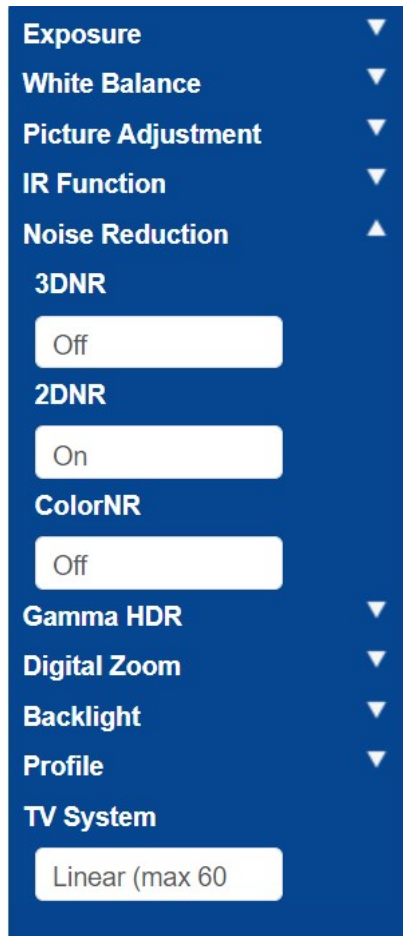 Exposure
White Balance
Picture Adjustment
IR Function
Noise Reduction
3DNR
Off
2DNR
On
ColorNR
Off
Gamma HDR
Digital Zoom
Backlight
Profile
TV System
Linear (max 60